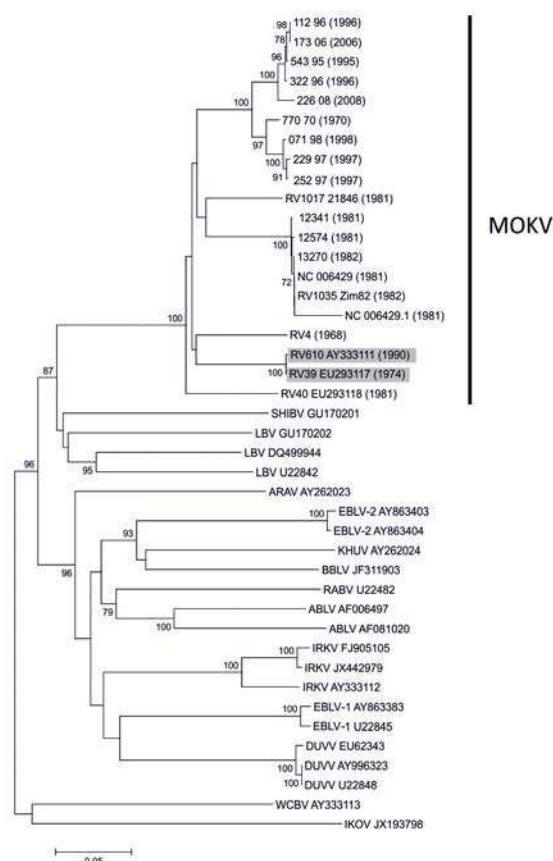 98
112 96 (1996)
78
173 06 (2006)
96
543 95 (1995)
322 96 (1996)
100
226 08 (2008)
100
770 70 (1970)
97
071 98 (1998)
100
229 97 (1997)
91
252 97 (1997)
RV1017 21846 (1981)
12341 (1981)
MOKV
12574 (1981)
100
13270 (1982)
NC 006429 (1981)
72
RV1035 Zim82 (1982)
NC 006429.1 (1981)
100
RV4 (1968)
RV610 AY333111 (1990)
100
RV39 EU293117 (1974)
87
RV40 EU293118 (1981)
SHIBV GU170201
LBV GU170202
LBV DQ499944
96
95
LBV U22842
ARAV AY262023
100
EBLV-2 AY863403
93
EBLV-2 AY863404
KHUV AY262024
96
BBLV JF311903
RABV U22482
79
ABLV AF006497
100
ABLV AF081020
100
IRKV FJ905105
100
IRKV JX442979
IRKV AY333112
100
EBLV-1 AY863383
EBLV-1 U22845
DUVV EU62343
100
DUVV AY996323
100
DUVV U22848
WCBV AY333113
IKOV JX193798
0.05